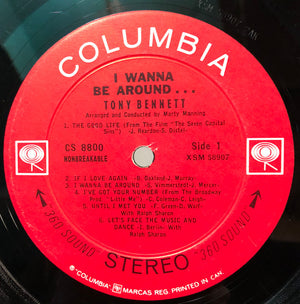 COLUMBIA
I WANNA
BE AROUND...
TONY BENNETT
Arranged and Conducted by Marty Manning
1. THE GOOD LIFE (From The Film "The Seven Capital
Sins") -J. Reardon-S. Distel-
CS 8800
NONBREAKABLE
Side 1
XSM 58907
2. IF I LOVE AGAIN -B. Oakland-J. Murray-
3. I WANNA BE AROUND -S. Vimmerstedt-J. Mercer-
4. I'VE GOT YOUR NUMBER (From The Broadway
Prod. "Little Me") -C. Coleman-C. Leigh-
5. UNTIL I MET YOU -F. Green-D. Wolf-
With Ralph Sharon
6. LET'S FACE THE MUSIC AND
DANCE -I. Berlin- With
Ralph Sharon
360 SOUND STEREO 360 SOUND
® "COLUMBIA", MARCAS REG. PRINTED IN CAN.